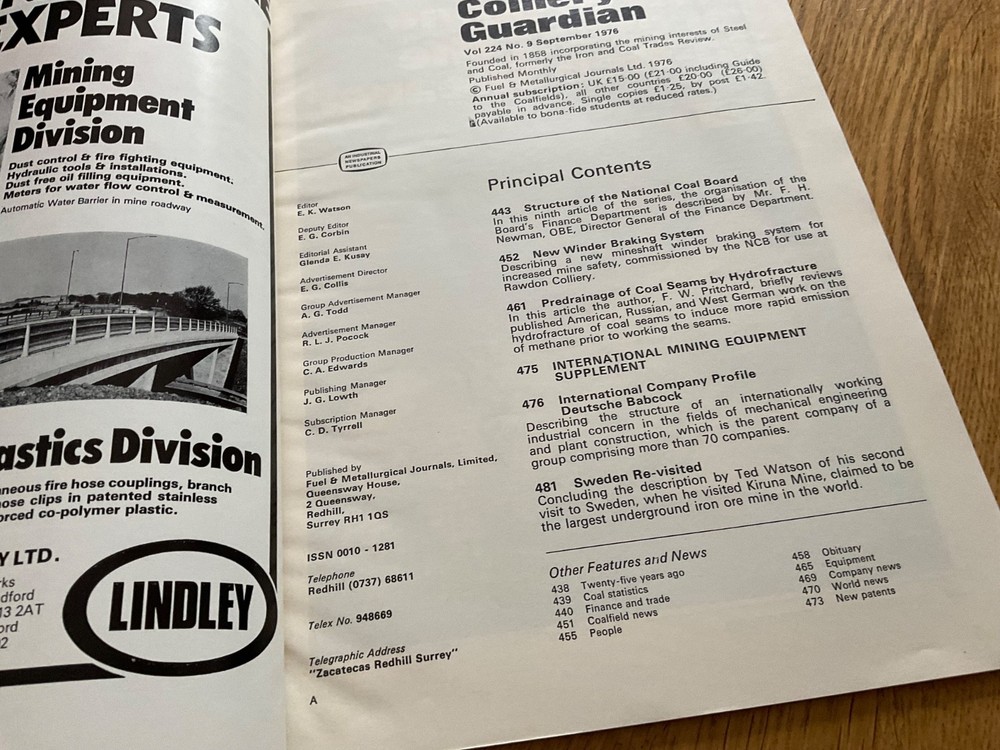 EXPERTS
Mining
Equipment
Division
Dust control & fire fighting equipment.
Hydraulic tools & installations.
Dust free oil filling equipment.
Meters for water flow control & measurement.
Automatic Water Barrier in mine roadway
Plastics Division
hose couplings, branch
clips in patented stainless
co-polymer plastic.
LTD.
13 2AT
LINDLEY
Colliery
Guardian
Vol 224 No. 9 September 1976
Founded in 1858 incorporating the mining interests of Steel
and Coal, formerly the Iron and Coal Trades Review.
Published Monthly
© Fuel & Metallurgical Journals Ltd. 1976
Annual subscription: UK £15·00 (£21·00 including Guide
to the Coalfields), all other countries £20·00 (£26·00)
payable in advance. Single copies £1·25, by post £1·42.
(Available to bona-fide students at reduced rates.)
AN INDUSTRIAL
NEWSPAPERS
PUBLICATION
Editor
E. K. Watson
Deputy Editor
E. G. Corbin
Editorial Assistant
Glenda E. Kusay
Advertisement Director
E. G. Collis
Group Advertisement Manager
A. G. Todd
Advertisement Manager
R. L. J. Pocock
Group Production Manager
C. A. Edwards
Publishing Manager
J. G. Lowth
Subscription Manager
C. D. Tyrrell
Published by
Fuel & Metallurgical Journals, Limited,
Queensway House,
2 Queensway,
Redhill,
Surrey RH1 1QS
ISSN 0010 - 1281
Telephone
Redhill (0737) 68611
Telex No. 948669
Telegraphic Address
"Zacatecas Redhill Surrey"
A
Principal Contents
443 Structure of the National Coal Board
In this ninth article of the series, the organisation of the
Board's Finance Department is described by Mr. F. H.
Newman, OBE, Director General of the Finance Department.
452 New Winder Braking System
Describing a new mineshaft winder braking system for
increased mine safety, commissioned by the NCB for use at
Rawdon Colliery.
461 Predrainage of Coal Seams by Hydrofracture
In this article the author, F. W. Pritchard, briefly reviews
published American, Russian, and West German work on the
hydrofracture of coal seams to induce more rapid emission
of methane prior to working the seams.
475 INTERNATIONAL MINING EQUIPMENT
SUPPLEMENT
476 International Company Profile
Deutsche Babcock
Describing the structure of an internationally working
industrial concern in the fields of mechanical engineering
and plant construction, which is the parent company of a
group comprising more than 70 companies.
481 Sweden Re-visited
Concluding the description by Ted Watson of his second
visit to Sweden, when he visited Kiruna Mine, claimed to be
the largest underground iron ore mine in the world.
Other Features and News
438 Twenty-five years ago
439 Coal statistics
440 Finance and trade
451 Coalfield news
455 People
458 Obituary
465 Equipment
469 Company news
470 World news
473 New patents